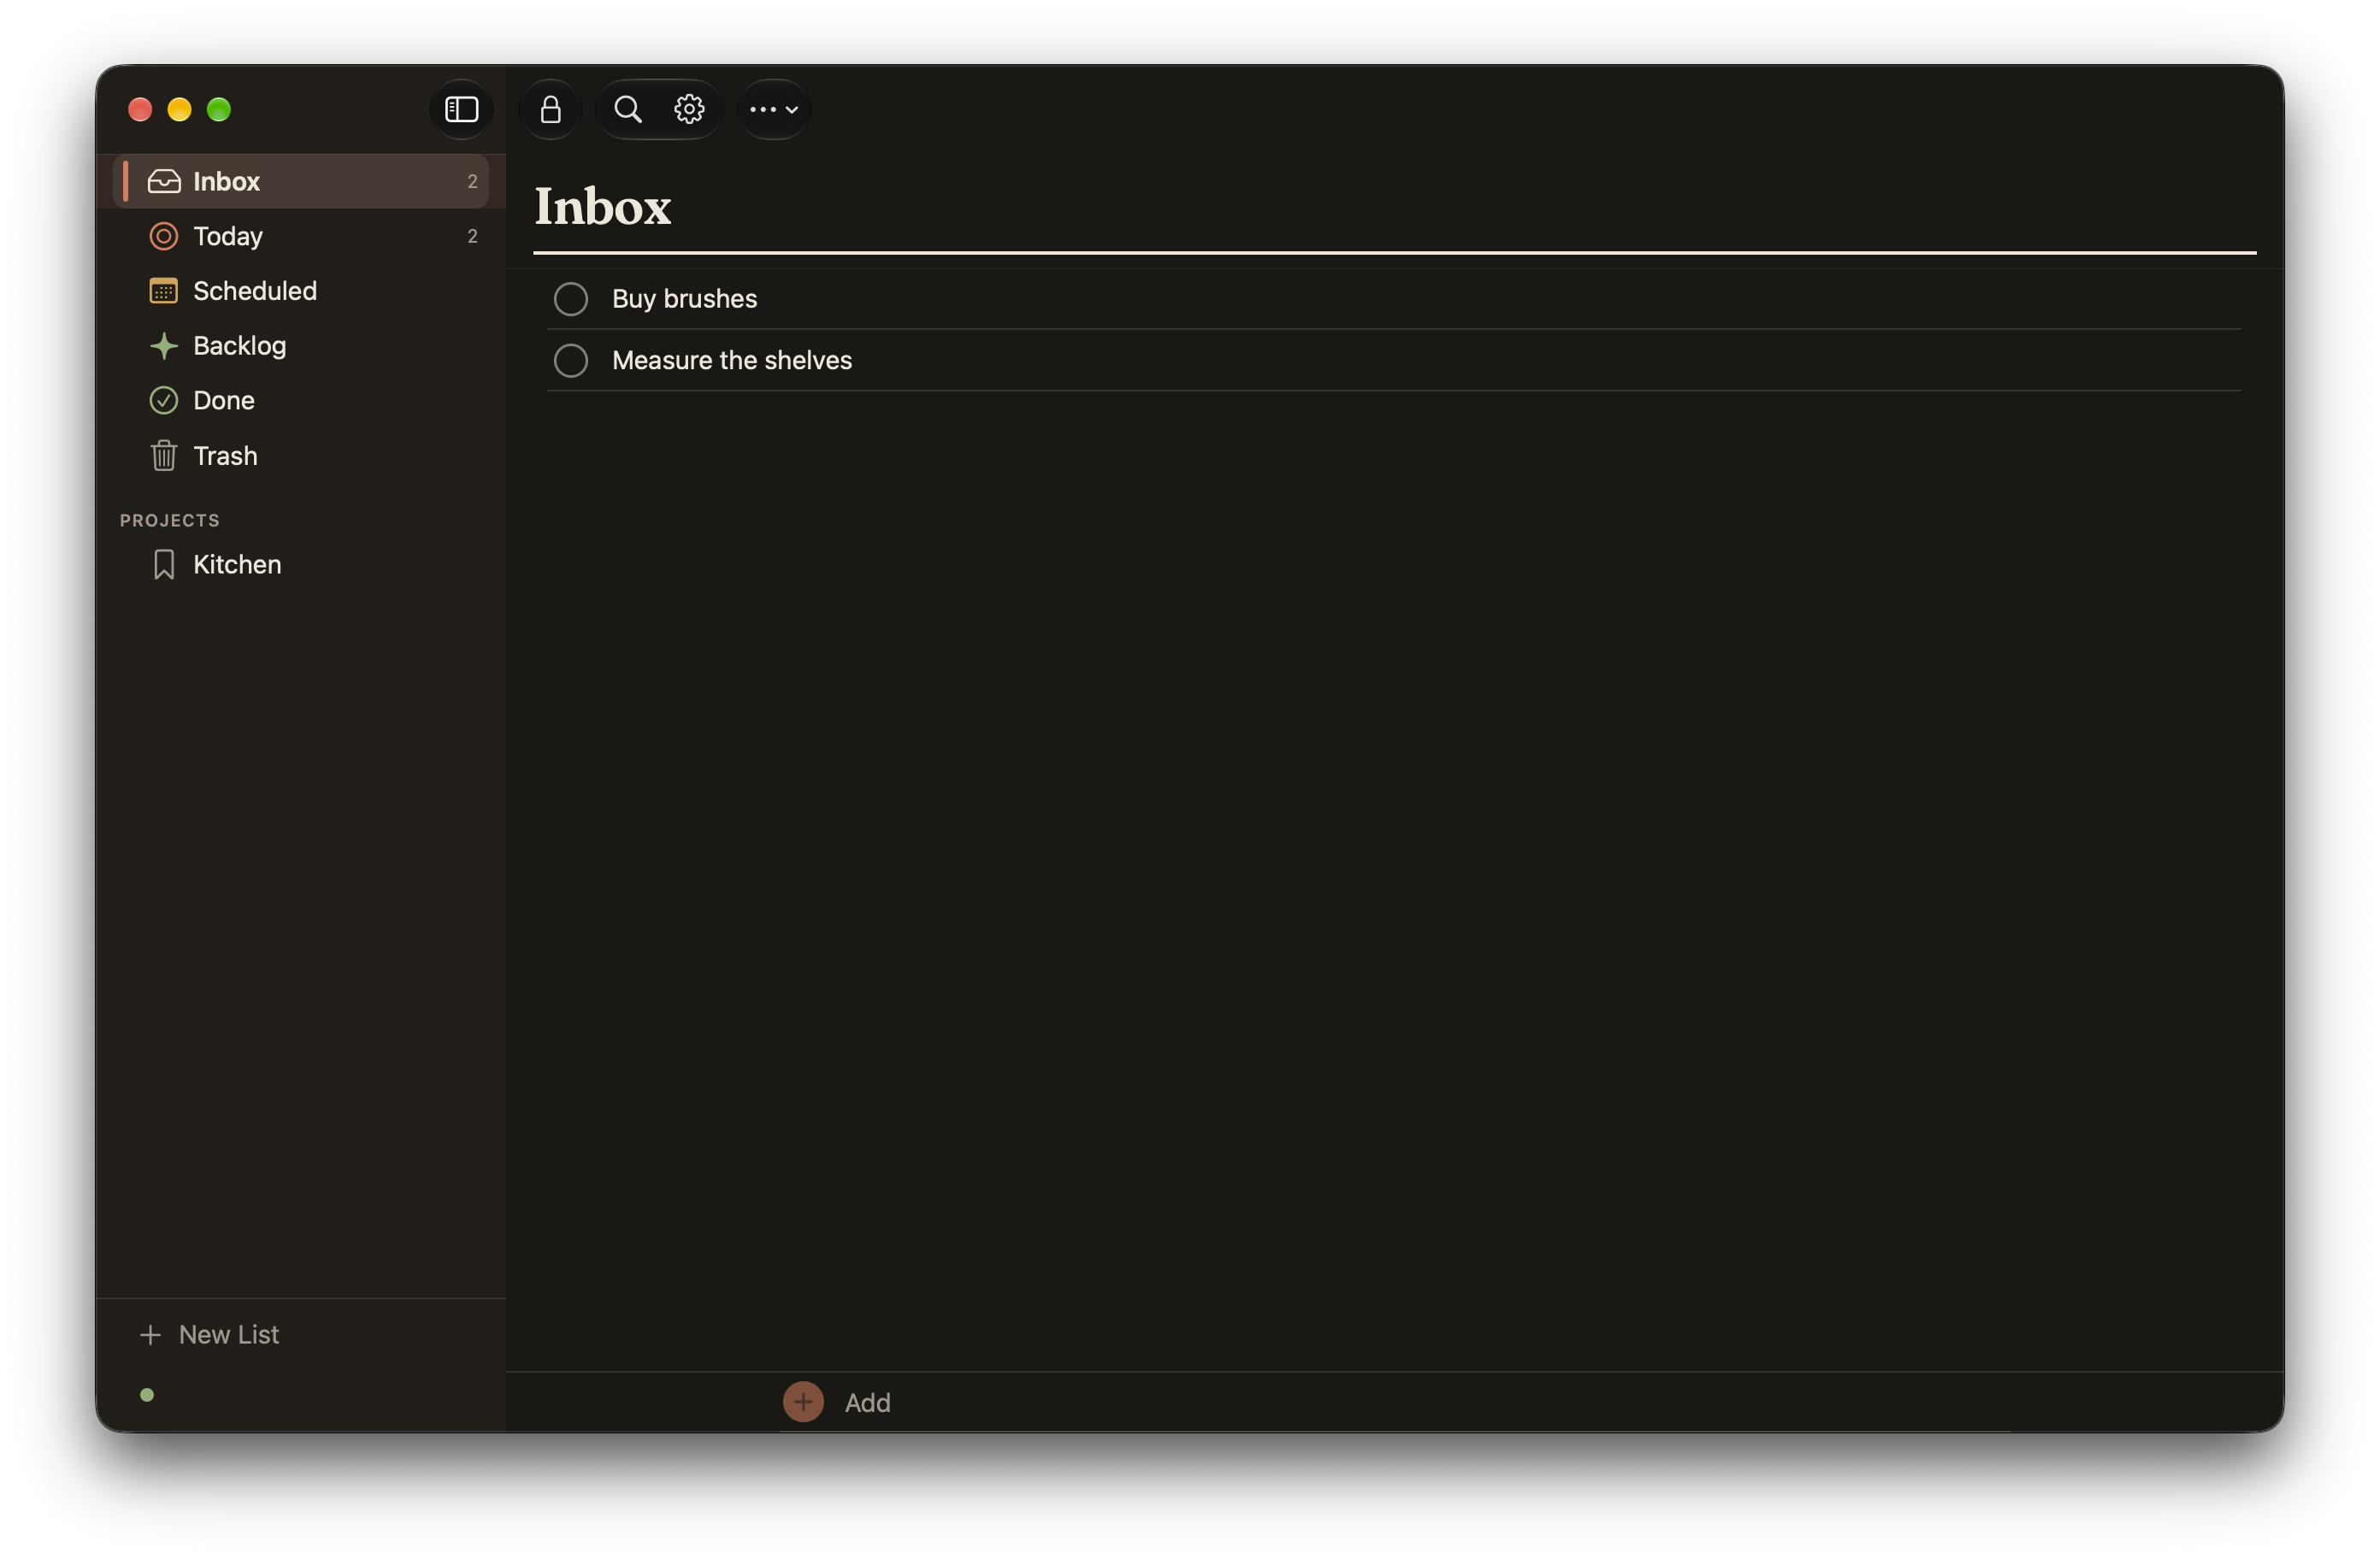 Inbox 2
Today 2
Scheduled
Backlog
Done
Trash
PROJECTS
Kitchen
New List
Inbox
Buy brushes
Measure the shelves
Add